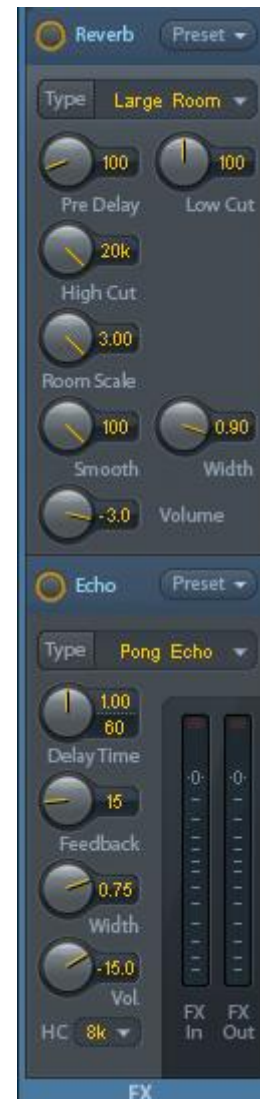 Reverb Preset
Type Large Room
100 100
Pre Delay Low Cut
20k
High Cut
3.00
Room Scale
100 0.90
Smooth Width
-3.0 Volume
Echo Preset
Type Pong Echo
1.00
60
Delay Time
15
Feedback
0.75
Width
-15.0
Vol.
HC 8k
-0- -0-
FX FX
In Out
FX